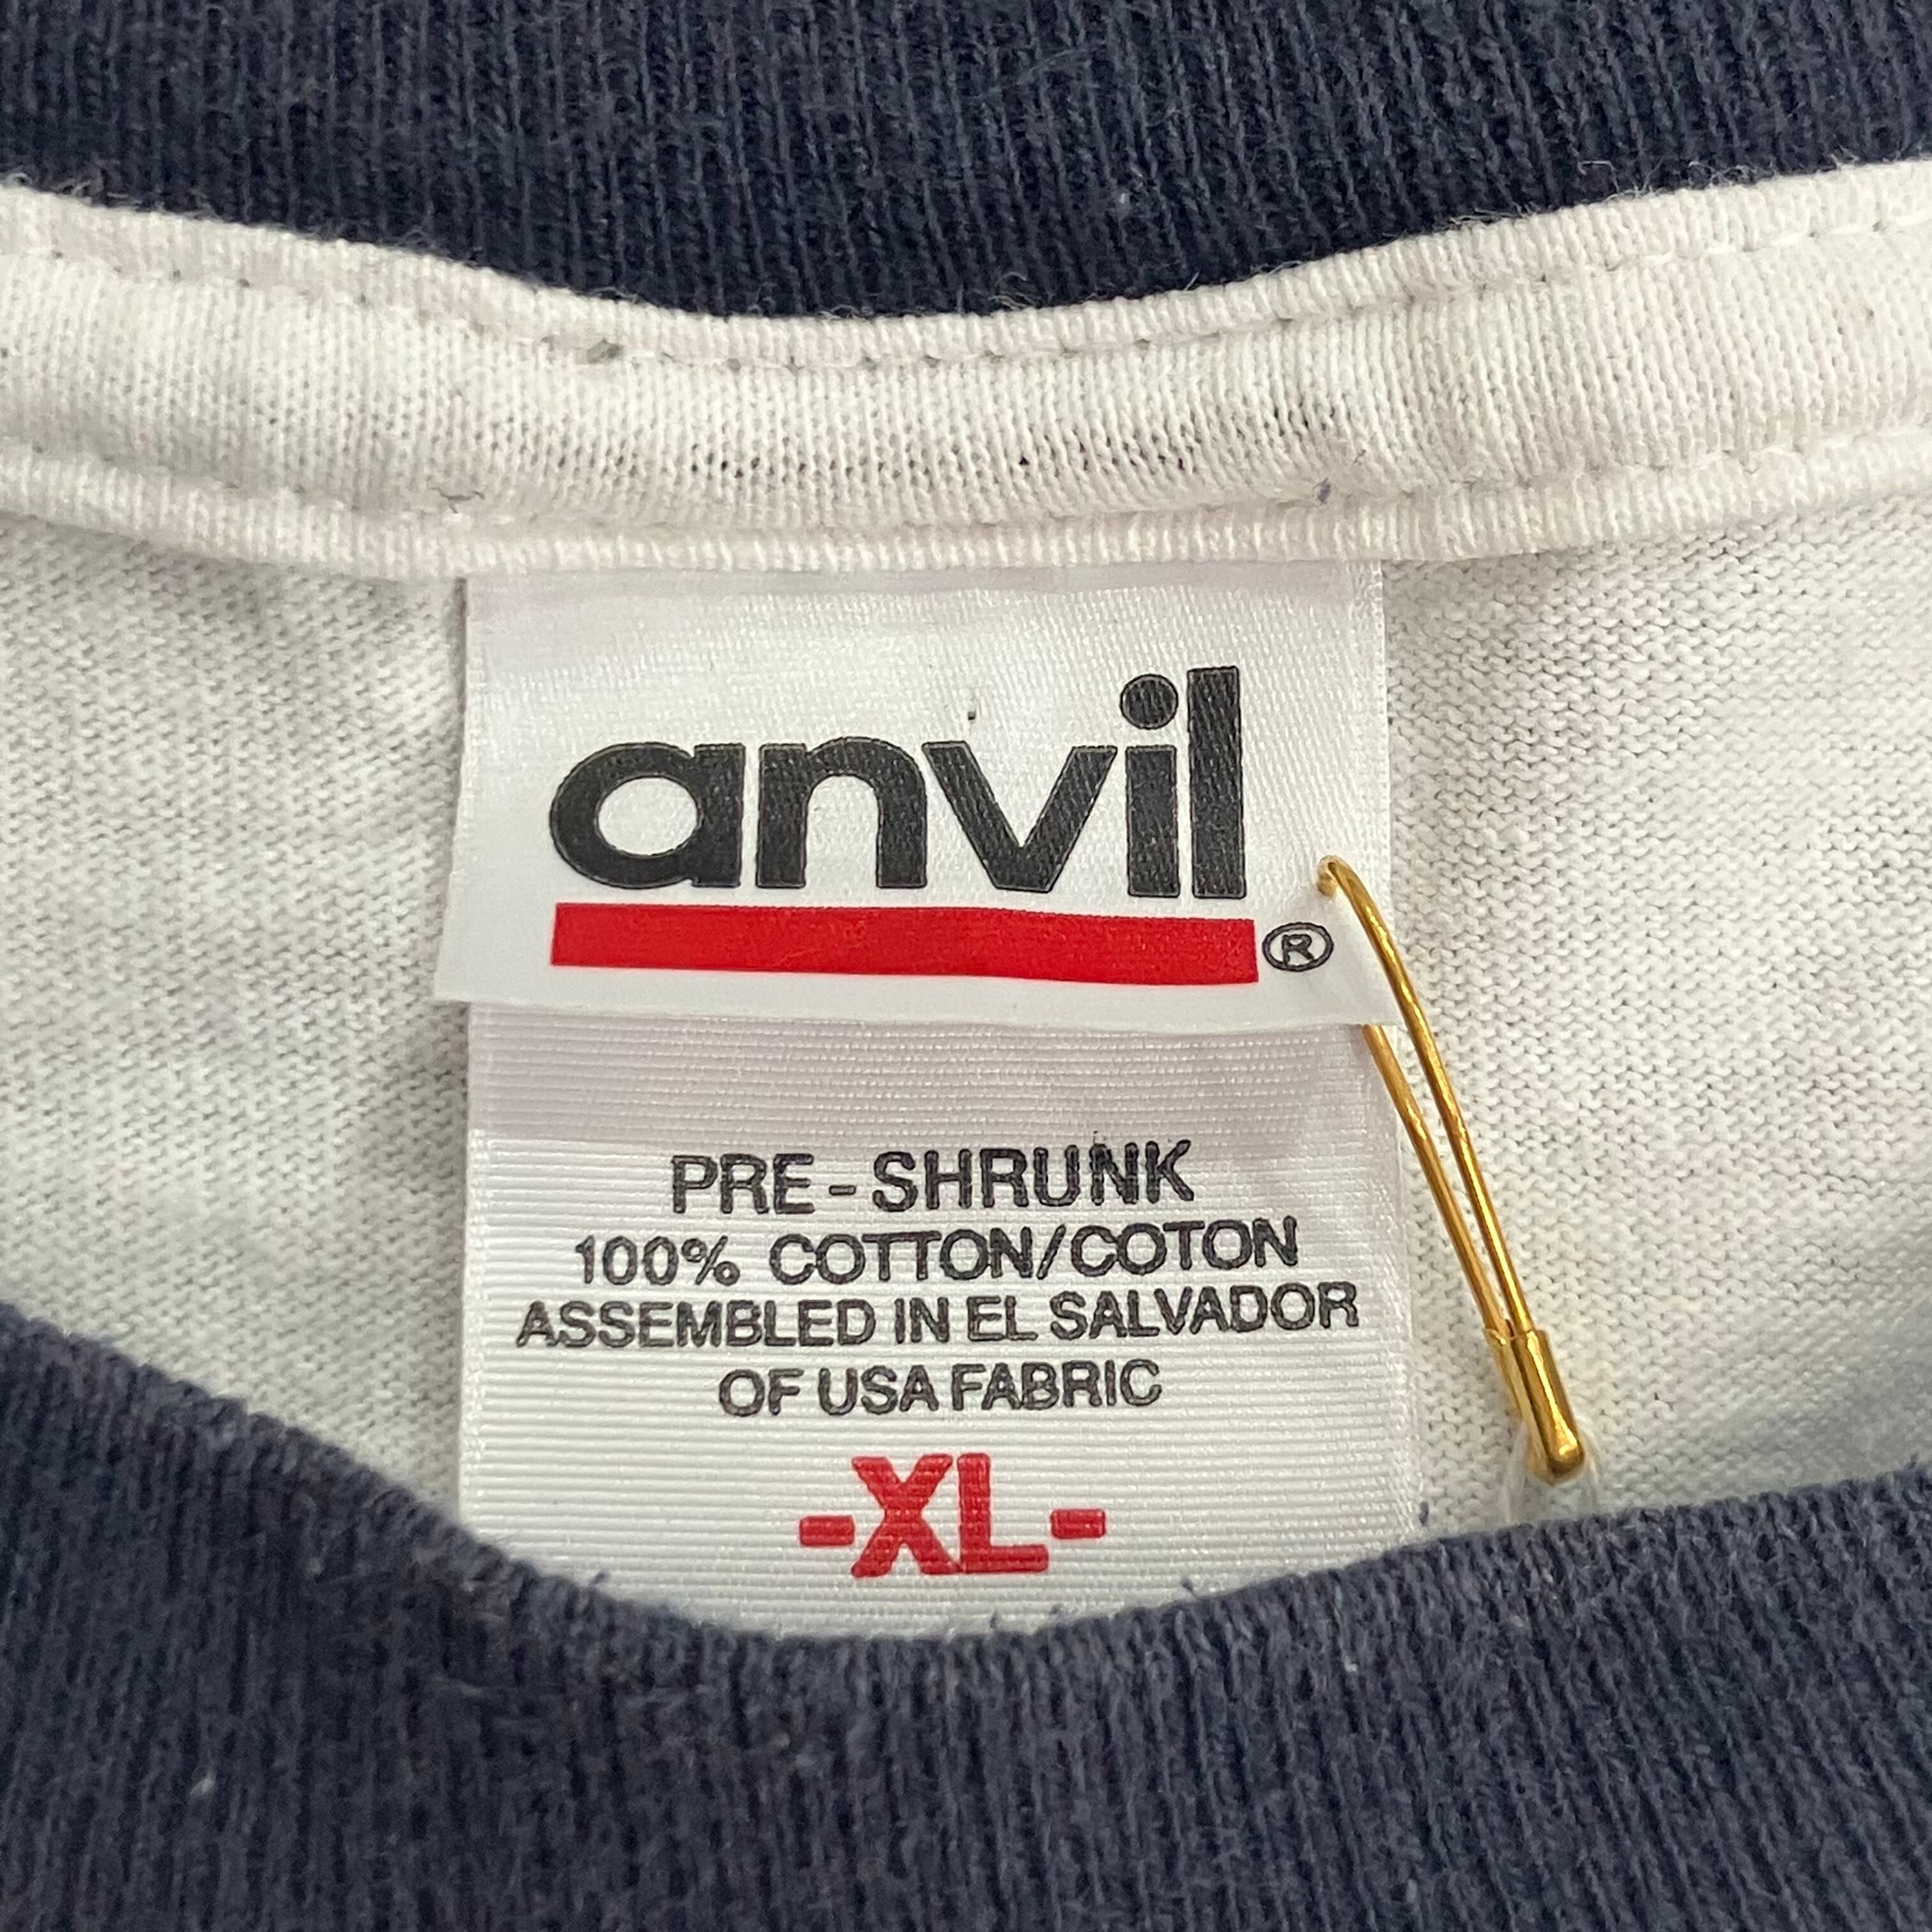 anvil
®
PRE-SHRUNK
100% COTTON/COTON
ASSEMBLED IN EL SALVADOR
OF USA FABRIC
-XL-